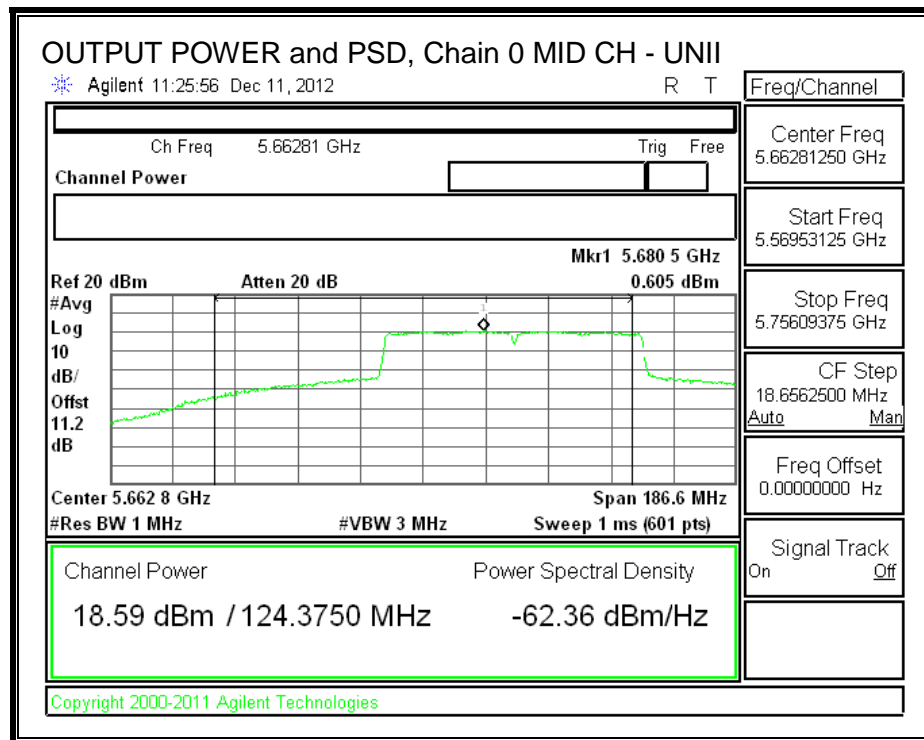 OUTPUT POWER and PSD, Chain 0 MID CH - UNII
Agilent 11:25:56 Dec 11, 2012 R T
Ch Freq 5.66281 GHz Trig Free
Channel Power
Mkr1 5.680 5 GHz
Ref 20 dBm Atten 20 dB 0.605 dBm
#Avg
Log
10
dB/
Offst
11.2
dB
1
Center 5.662 8 GHz Span 186.6 MHz
#Res BW 1 MHz #VBW 3 MHz Sweep 1 ms (601 pts)
Channel Power Power Spectral Density
18.59 dBm / 124.3750 MHz -62.36 dBm/Hz
Copyright 2000-2011 Agilent Technologies
Freq/Channel
Center Freq
5.66281250 GHz
Start Freq
5.56953125 GHz
Stop Freq
5.75609375 GHz
CF Step
18.6562500 MHz
Auto Man
Freq Offset
0.00000000 Hz
Signal Track
On Off